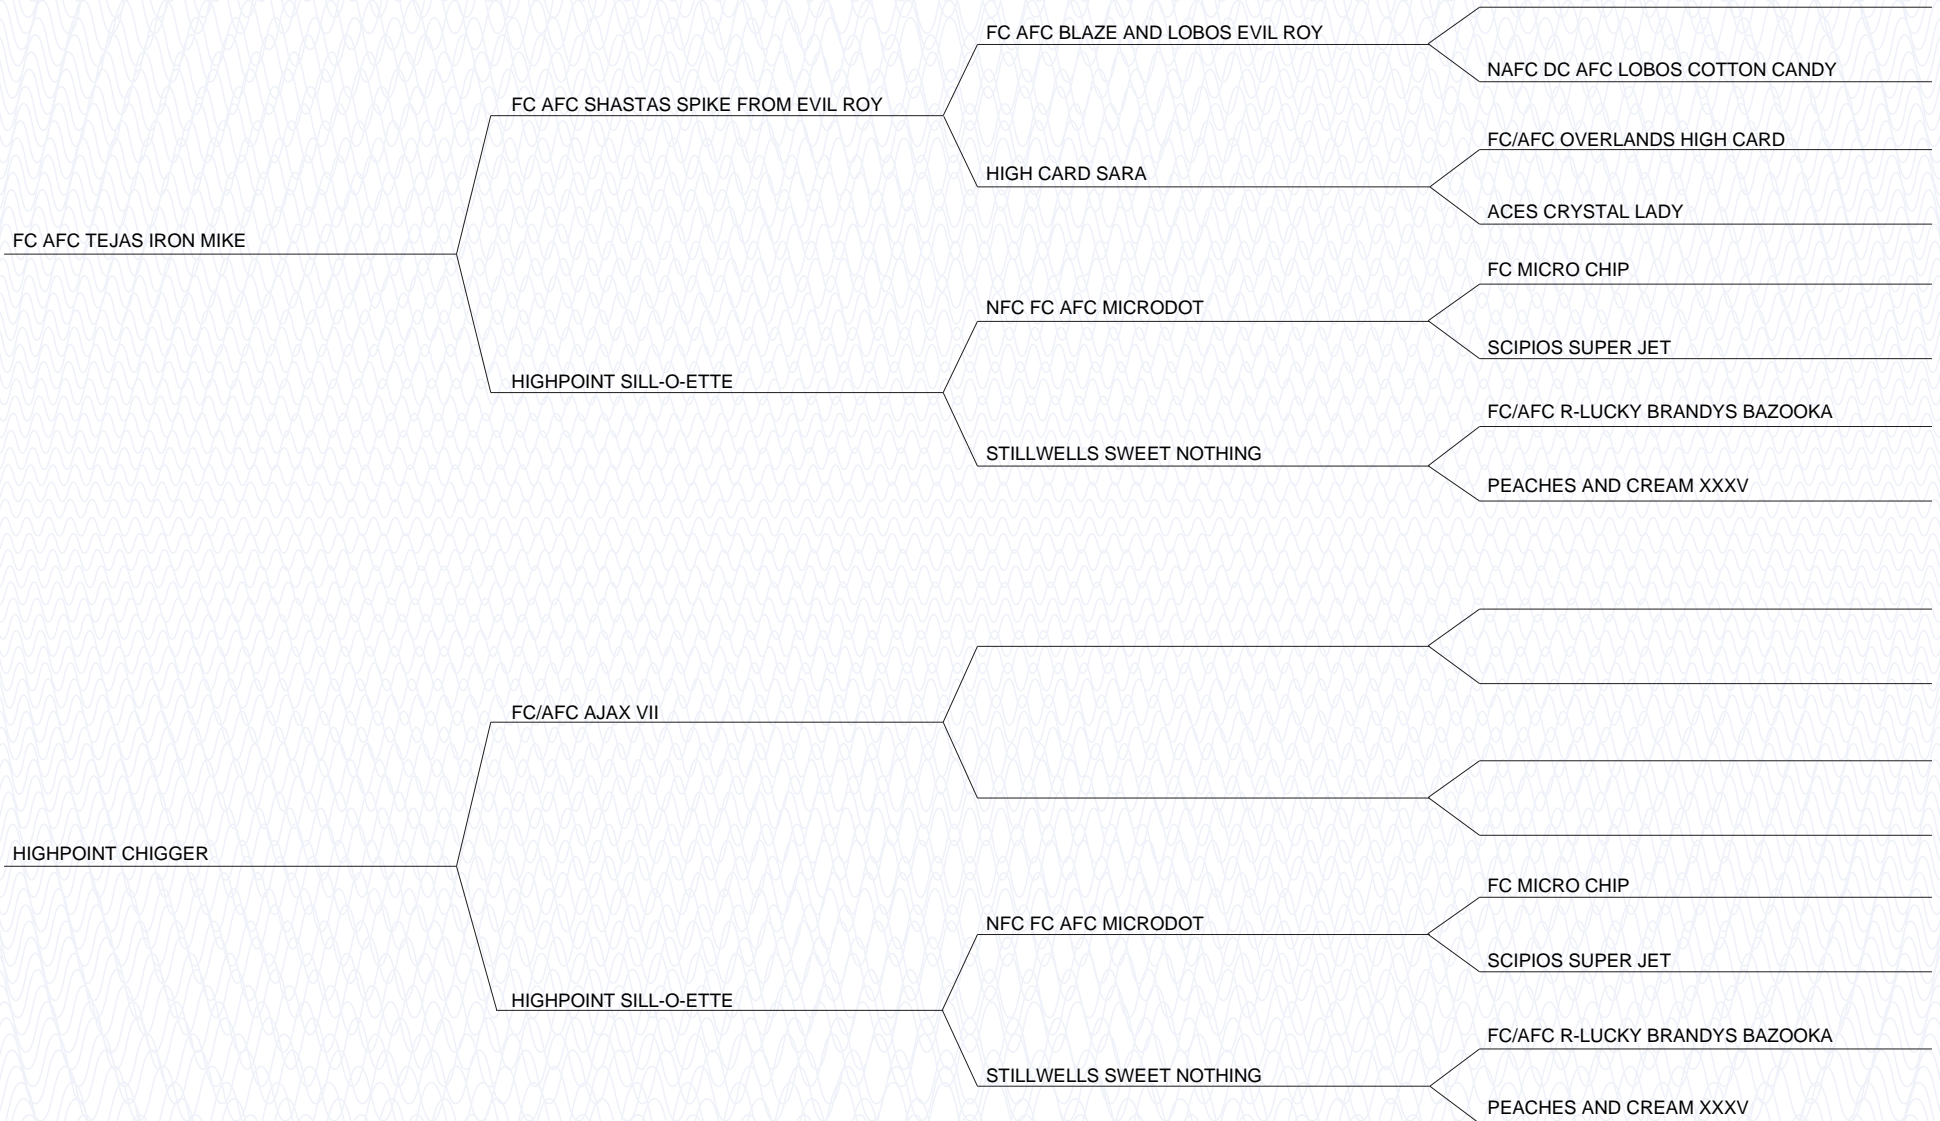 FC AFC BLAZE AND LOBOS EVIL ROY
NAFC DC AFC LOBOS COTTON CANDY
FC AFC SHASTAS SPIKE FROM EVIL ROY
FC/AFC OVERLANDS HIGH CARD
HIGH CARD SARA
ACES CRYSTAL LADY
FC AFC TEJAS IRON MIKE
FC MICRO CHIP
NFC FC AFC MICRODOT
SCIPIOS SUPER JET
HIGHPOINT SILL-O-ETTE
FC/AFC R-LUCKY BRANDYS BAZOOKA
STILLWELLS SWEET NOTHING
PEACHES AND CREAM XXXV
FC/AFC AJAX VII
HIGHPOINT CHIGGER
FC MICRO CHIP
NFC FC AFC MICRODOT
SCIPIOS SUPER JET
HIGHPOINT SILL-O-ETTE
FC/AFC R-LUCKY BRANDYS BAZOOKA
STILLWELLS SWEET NOTHING
PEACHES AND CREAM XXXV